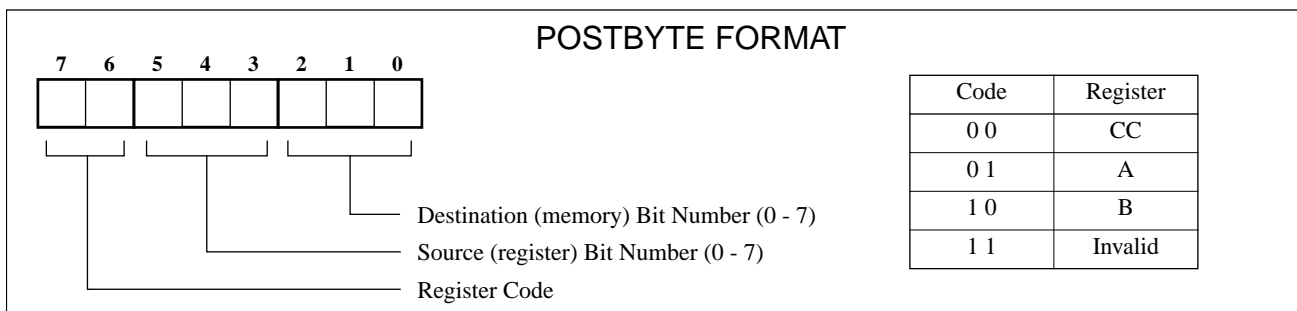 POSTBYTE FORMAT
7 6 5 4 3 2 1 0
Destination (memory) Bit Number (0 - 7)
Source (register) Bit Number (0 - 7)
Register Code
Code Register
0 0 CC
0 1 A
1 0 B
1 1 Invalid